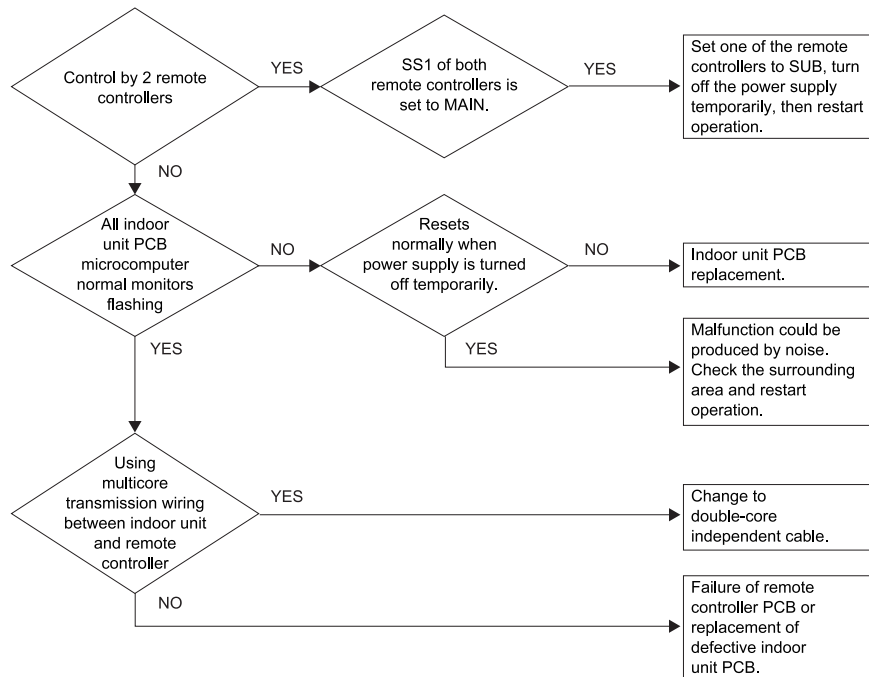 Control by 2 remote
controllers
YES
SS1 of both
remote controllers is
set to MAIN.
YES
Set one of the remote
controllers to SUB, turn
off the power supply
temporarily, then restart
operation.
NO
All indoor
unit PCB
microcomputer
normal monitors
flashing
NO
Resets
normally when
power supply is turned
off temporarily.
NO
Indoor unit PCB
replacement.
YES
YES
Malfunction could be
produced by noise.
Check the surrounding
area and restart
operation.
Using
multicore
transmission wiring
between indoor unit
and remote
controller
YES
Change to
double-core
independent cable.
NO
Failure of remote
controller PCB or
replacement of
defective indoor
unit PCB.